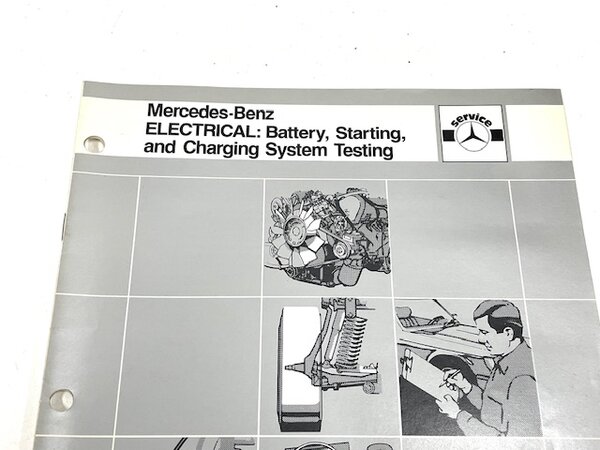 Mercedes-Benz
ELECTRICAL: Battery, Starting,
and Charging System Testing
service